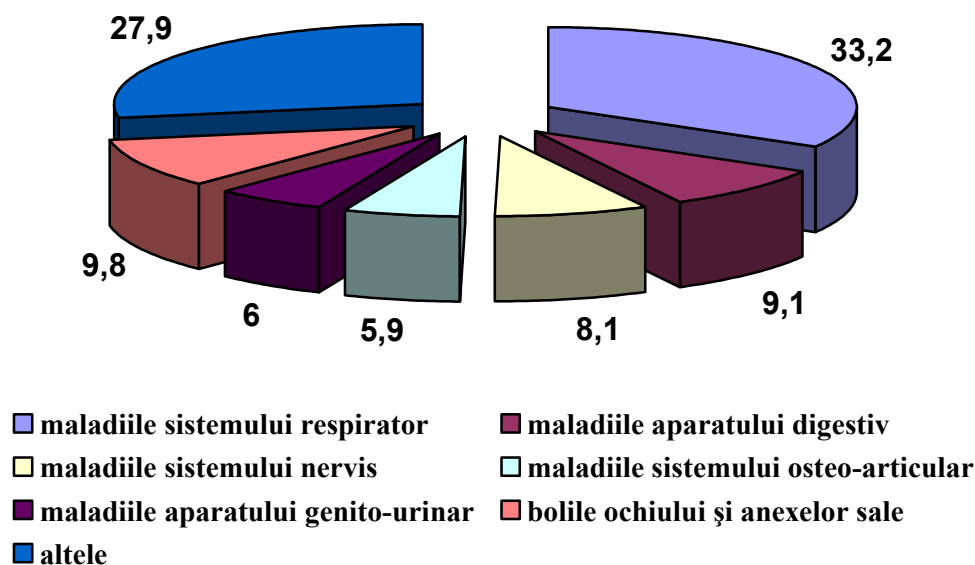 27,9
33,2
9,8
6
5,9
8,1
9,1
maladiile sistemului respirator
maladiile aparatului digestiv
maladiile sistemului nervis
maladiile sistemului osteo-articular
maladiile aparatului genito-urinar
bolile ochiului şi anexelor sale
altele